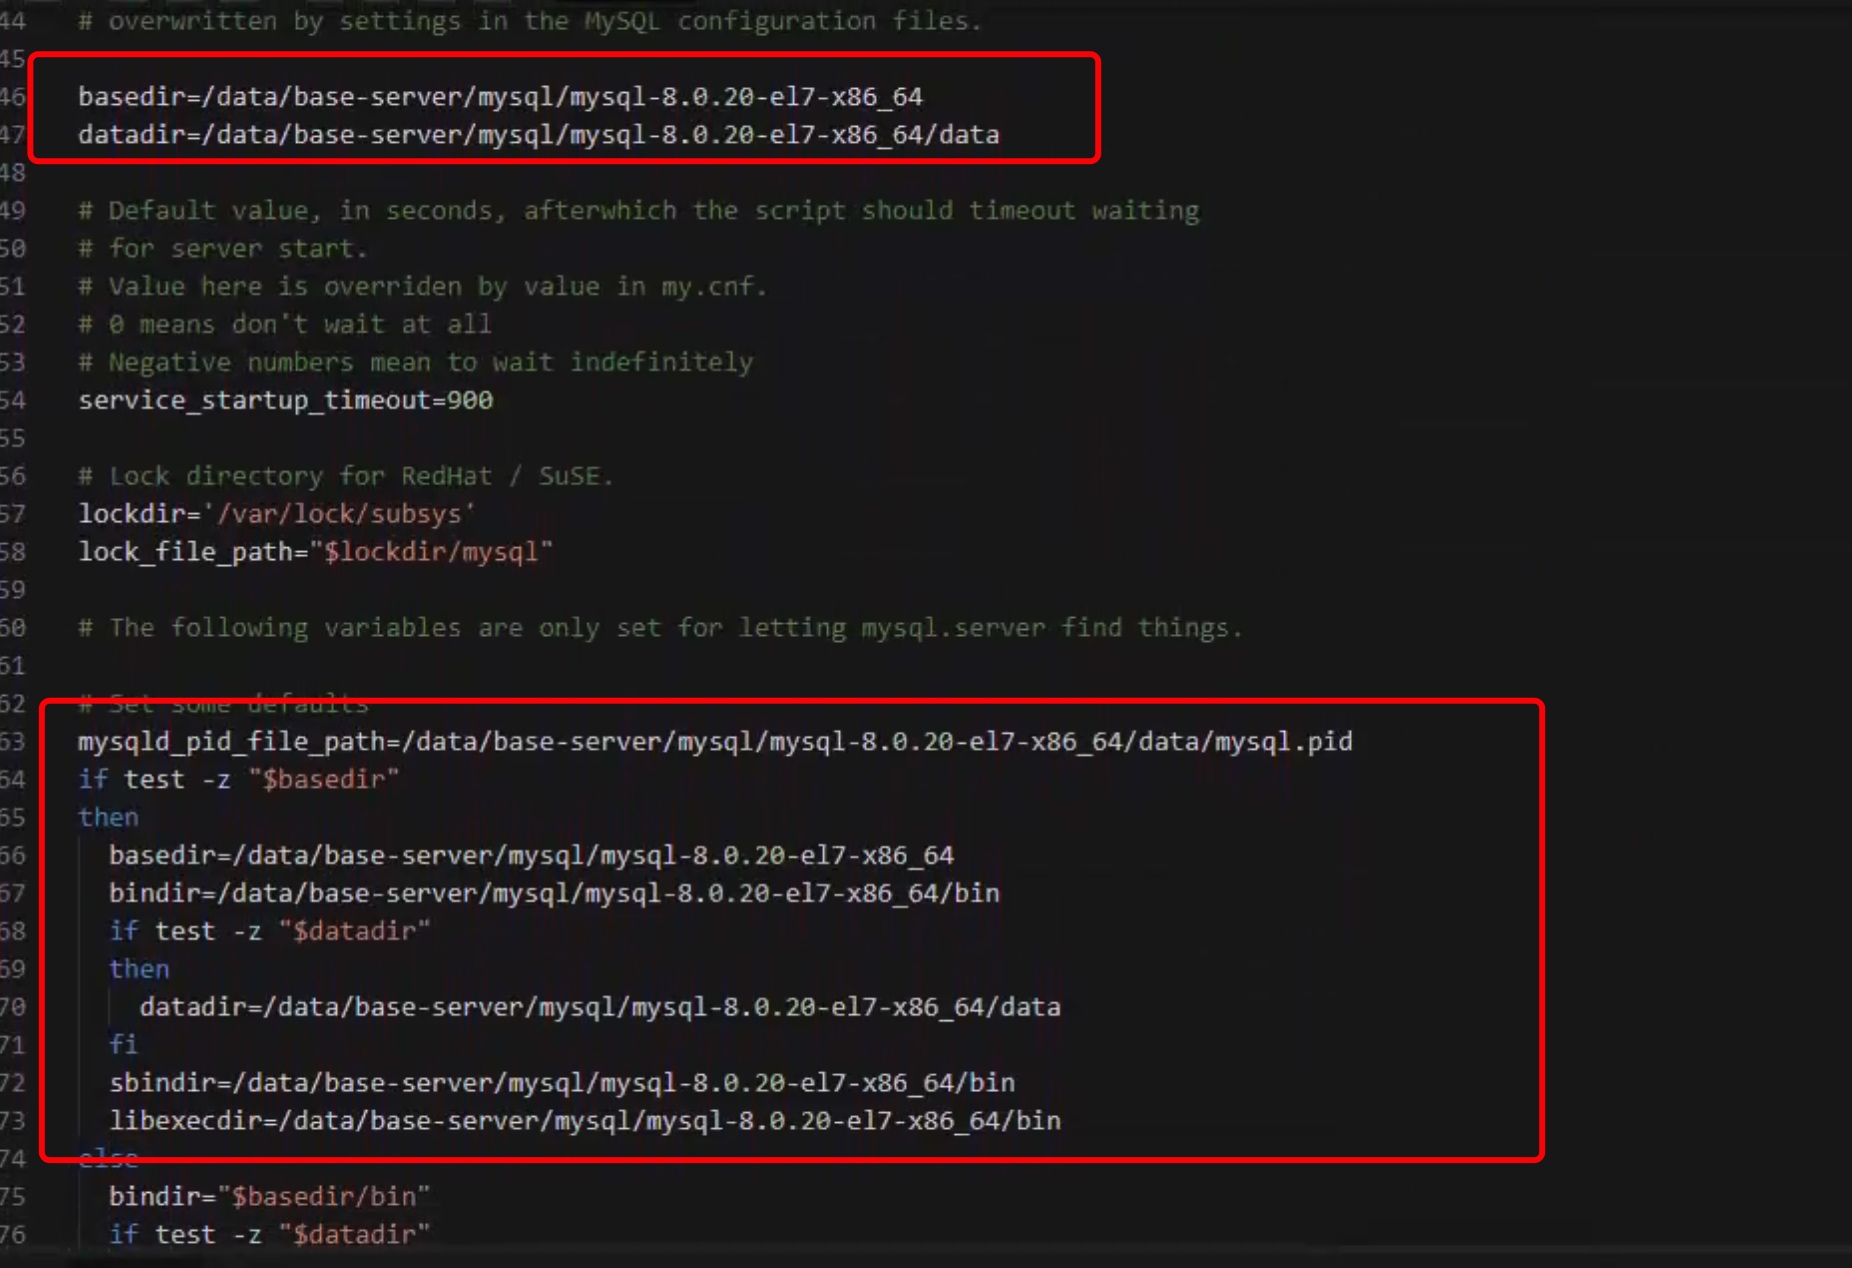 44 # overwritten by settings in the MySQL configuration files.
45
46 basedir=/data/base-server/mysql/mysql-8.0.20-el7-x86_64
47 datadir=/data/base-server/mysql/mysql-8.0.20-el7-x86_64/data
48
49 # Default value, in seconds, afterwhich the script should timeout waiting
50 # for server start.
51 # Value here is overriden by value in my.cnf.
52 # 0 means don't wait at all
53 # Negative numbers mean to wait indefinitely
54 service_startup_timeout=900
55
56 # Lock directory for RedHat / SuSE.
57 lockdir='/var/lock/subsys'
58 lock_file_path="$lockdir/mysql"
59
60 # The following variables are only set for letting mysql.server find things.
61
62 # Set some defaults
63 mysqld_pid_file_path=/data/base-server/mysql/mysql-8.0.20-el7-x86_64/data/mysql.pid
64 if test -z "$basedir"
65 then
66 basedir=/data/base-server/mysql/mysql-8.0.20-el7-x86_64
67 bindir=/data/base-server/mysql/mysql-8.0.20-el7-x86_64/bin
68 if test -z "$datadir"
69 then
70 datadir=/data/base-server/mysql/mysql-8.0.20-el7-x86_64/data
71 fi
72 sbindir=/data/base-server/mysql/mysql-8.0.20-el7-x86_64/bin
73 libexecdir=/data/base-server/mysql/mysql-8.0.20-el7-x86_64/bin
74 else
75 bindir="$basedir/bin"
76 if test -z "$datadir"